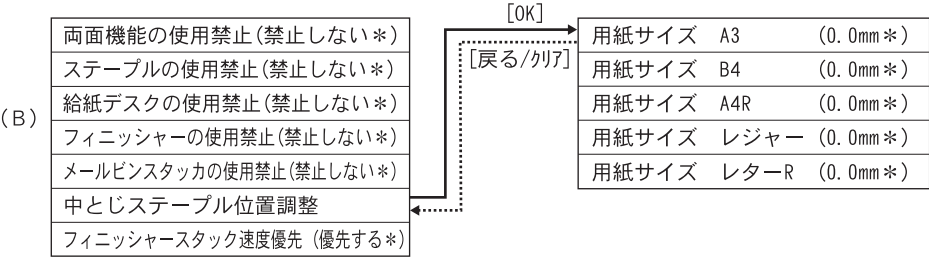 (B)
両面機能の使用禁止(禁止しない＊)
ステープルの使用禁止(禁止しない＊)
給紙デスクの使用禁止(禁止しない＊)
フィニッシャーの使用禁止(禁止しない＊)
メールビンスタッカの使用禁止(禁止しない＊)
中とじステープル位置調整
フィニッシャースタック速度優先 (優先する＊)
[OK]
[戻る/クリア]
用紙サイズ A3 (0.0mm＊)
用紙サイズ B4 (0.0mm＊)
用紙サイズ A4R (0.0mm＊)
用紙サイズ レジャー (0.0mm＊)
用紙サイズ レターR (0.0mm＊)